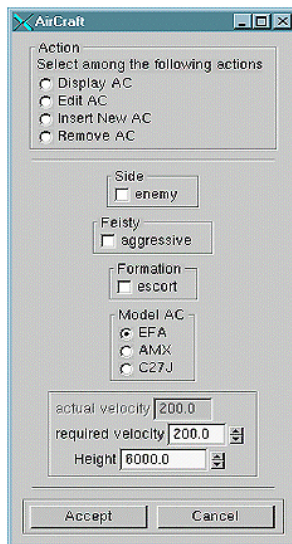 AirCraft
Action
Select among the following actions
Display AC
Edit AC
Insert New AC
Remove AC
Side
enemy
Feisty
aggressive
Formation
escort
Model AC
EFA
AMX
C27J
actual velocity 200.0
required velocity 200.0
Height 6000.0
Accept Cancel